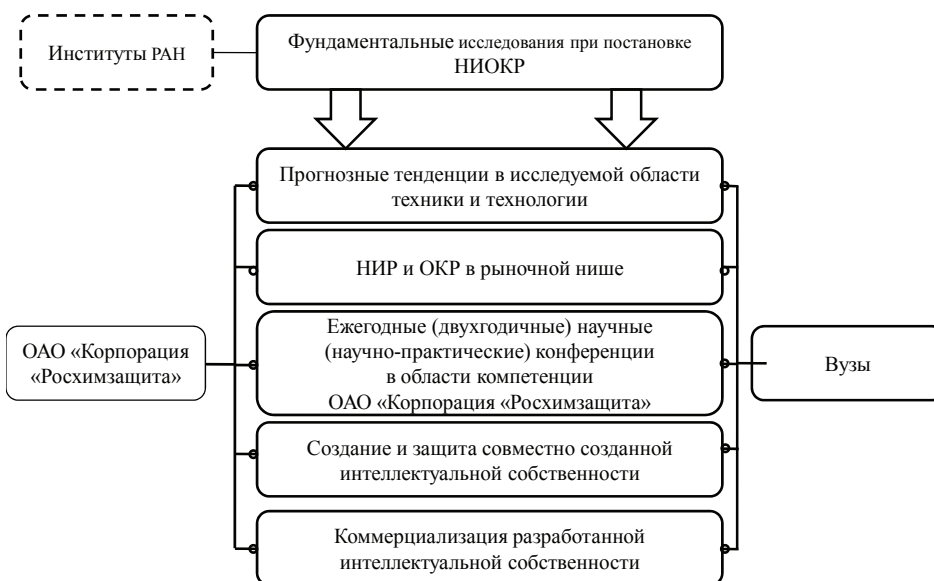 Институты РАН
Фундаментальные исследования при постановке
НИОКР
Прогнозные тенденции в исследуемой области
техники и технологии
НИР и ОКР в рыночной нише
ОАО «Корпорация
«Росхимзащита»
Ежегодные (двухгодичные) научные
(научно-практические) конференции
в области компетенции
ОАО «Корпорация «Росхимзащита»
Вузы
Создание и защита совместно созданной
интеллектуальной собственности
Коммерциализация разработанной
интеллектуальной собственности